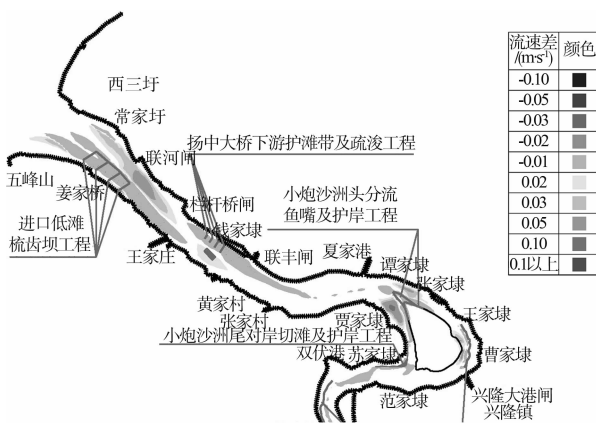 流速差
/(m·s⁻¹) 颜色
-0.10
-0.05
-0.03
-0.02
-0.01
0.02
0.03
0.05
0.10
0.1以上
西三圩
常家圩
联河闸
扬中大桥下游护滩带及疏浚工程
五峰山
姜家桥
栏杆桥闸
小炮沙洲头分流
鱼嘴及护岸工程
进口低滩
梳齿坝工程
钱家埭
王家庄
联丰闸
夏家港
谭家埭
张家埭
黄家村
张家村
贾家埭
王家埭
小炮沙洲尾对岸切滩及护岸工程
双伏港
苏家埭
曹家埭
范家埭
兴隆大港闸
兴隆镇